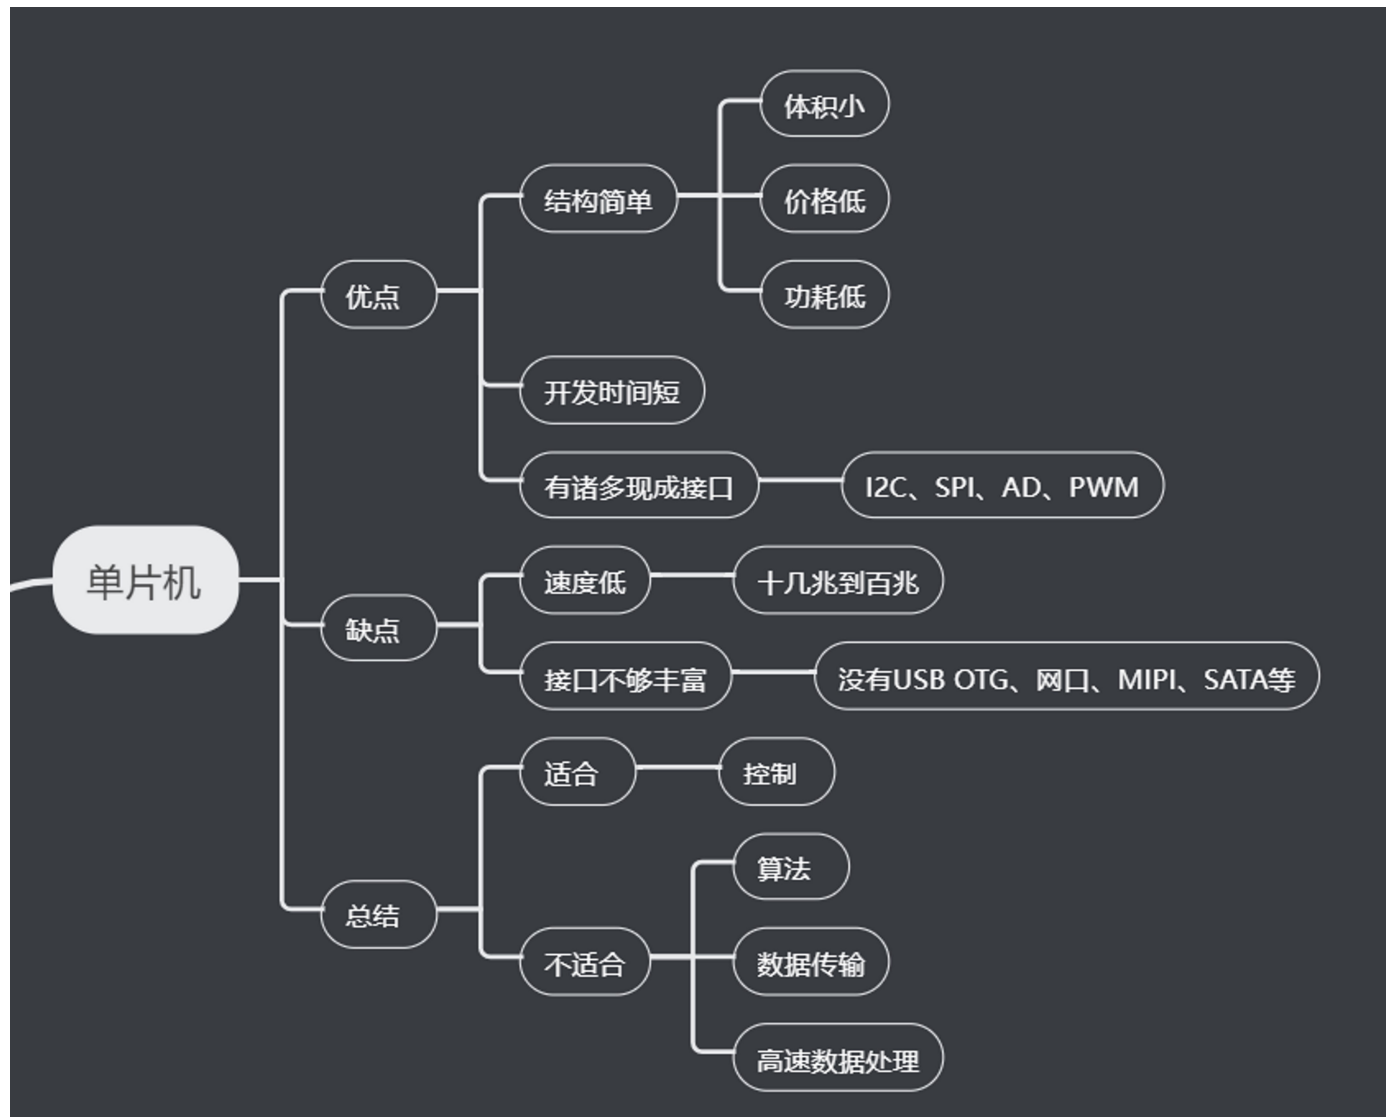 单片机
优点
结构简单
体积小
价格低
功耗低
开发时间短
有诸多现成接口
I2C、SPI、AD、PWM
缺点
速度低
十几兆到百兆
接口不够丰富
没有USB OTG、网口、MIPI、SATA等
总结
适合
控制
不适合
算法
数据传输
高速数据处理